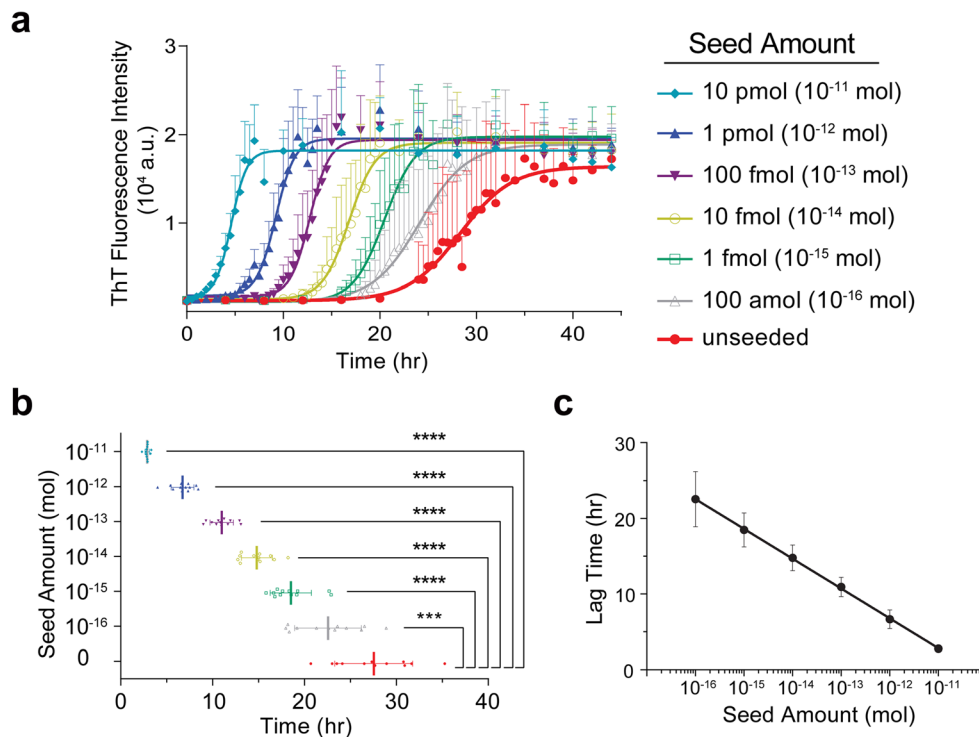 a
ThT Fluorescence Intensity
(10⁴ a.u.)
3
2
1
0
10
20
30
40
Time (hr)
Seed Amount
10 pmol (10⁻¹¹ mol)
1 pmol (10⁻¹² mol)
100 fmol (10⁻¹³ mol)
10 fmol (10⁻¹⁴ mol)
1 fmol (10⁻¹⁵ mol)
100 amol (10⁻¹⁶ mol)
unseeded
b
Seed Amount (mol)
10⁻¹¹
10⁻¹²
10⁻¹³
10⁻¹⁴
10⁻¹⁵
10⁻¹⁶
0
****
****
****
****
****
***
0
10
20
30
40
Time (hr)
c
Lag Time (hr)
30
20
10
0
10⁻¹⁶
10⁻¹⁵
10⁻¹⁴
10⁻¹³
10⁻¹²
10⁻¹¹
Seed Amount (mol)